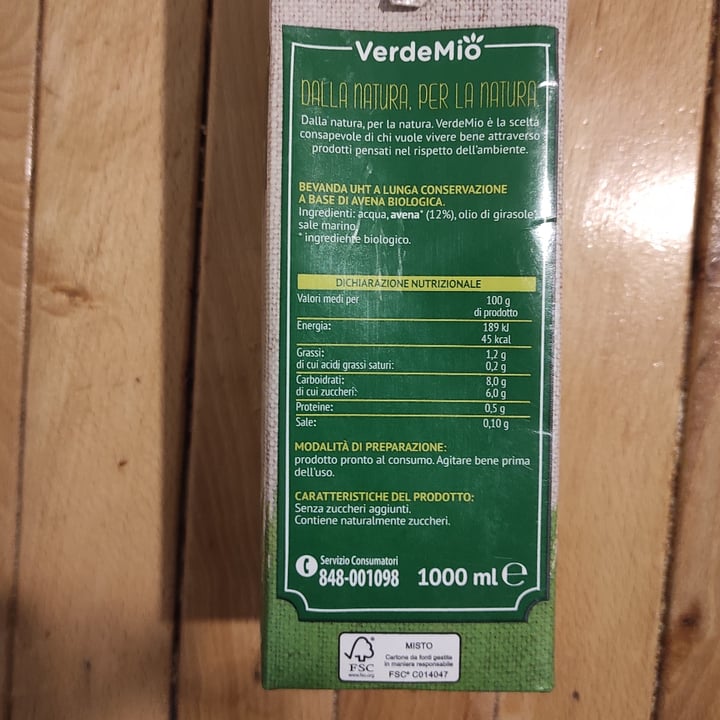 VerdeMio
DALLA NATURA, PER LA NATURA.
Dalla natura, per la natura. VerdeMio è la scelta
consapevole di chi vuole vivere bene attraverso
prodotti pensati nel rispetto dell'ambiente.
BEVANDA UHT A LUNGA CONSERVAZIONE
A BASE DI AVENA BIOLOGICA.
Ingredienti: acqua, avena* (12%), olio di girasole*,
sale marino.
* ingrediente biologico.
DICHIARAZIONE NUTRIZIONALE
Valori medi per 100 g
di prodotto
Energia: 189 kJ
45 kcal
Grassi: 1,2 g
di cui acidi grassi saturi: 0,2 g
Carboidrati: 8,0 g
di cui zuccheri: 6,0 g
Proteine: 0,5 g
Sale: 0,10 g
MODALITÀ DI PREPARAZIONE:
prodotto pronto al consumo. Agitare bene prima
dell'uso.
CARATTERISTICHE DEL PRODOTTO:
Senza zuccheri aggiunti.
Contiene naturalmente zuccheri.
Servizio Consumatori
848-001098 1000 ml ℮
FSC
www.fsc.org
MISTO
Cartone da fonti gestite
in maniera responsabile
FSC® C014047